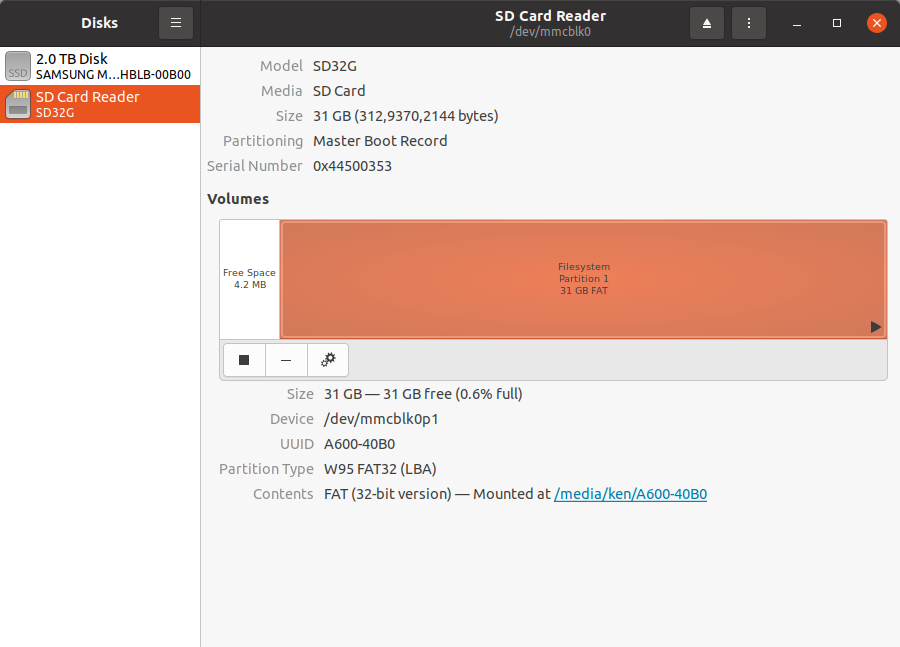 Disks
SD Card Reader
/dev/mmcblk0
2.0 TB Disk
SAMSUNG M…HBLB-00B00
SD Card Reader
SD32G
SSD
Model SD32G
Media SD Card
Size 31 GB (312,9370,2144 bytes)
Partitioning Master Boot Record
Serial Number 0x44500353
Volumes
Free Space
4.2 MB
Filesystem
Partition 1
31 GB FAT
Size 31 GB — 31 GB free (0.6% full)
Device /dev/mmcblk0p1
UUID A600-40B0
Partition Type W95 FAT32 (LBA)
Contents FAT (32-bit version) — Mounted at /media/ken/A600-40B0